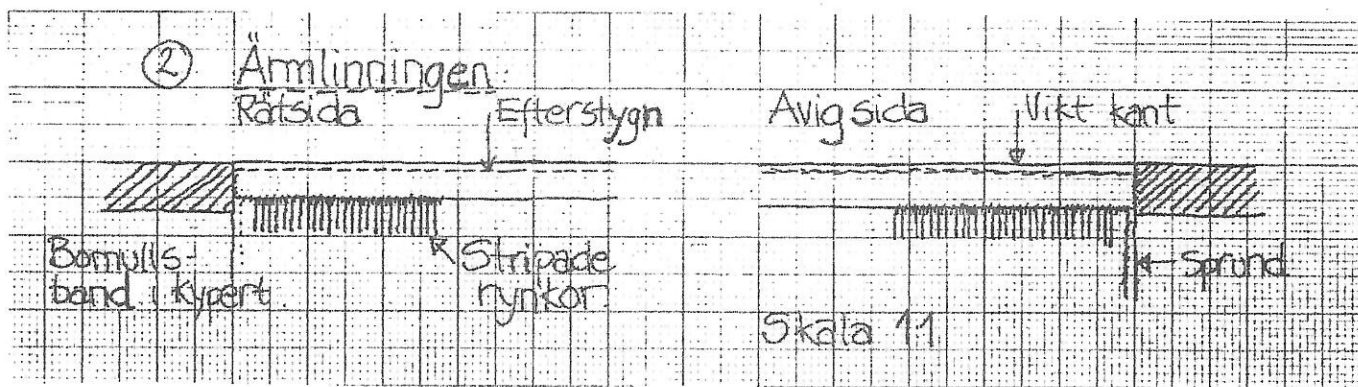 ② Ärmlinningen
Rätsida
Efterstygn
Bomulls-
band i kypert
Stripade
rynkor
Avigsida
Vikt kant
Sprund
Skala 1:1